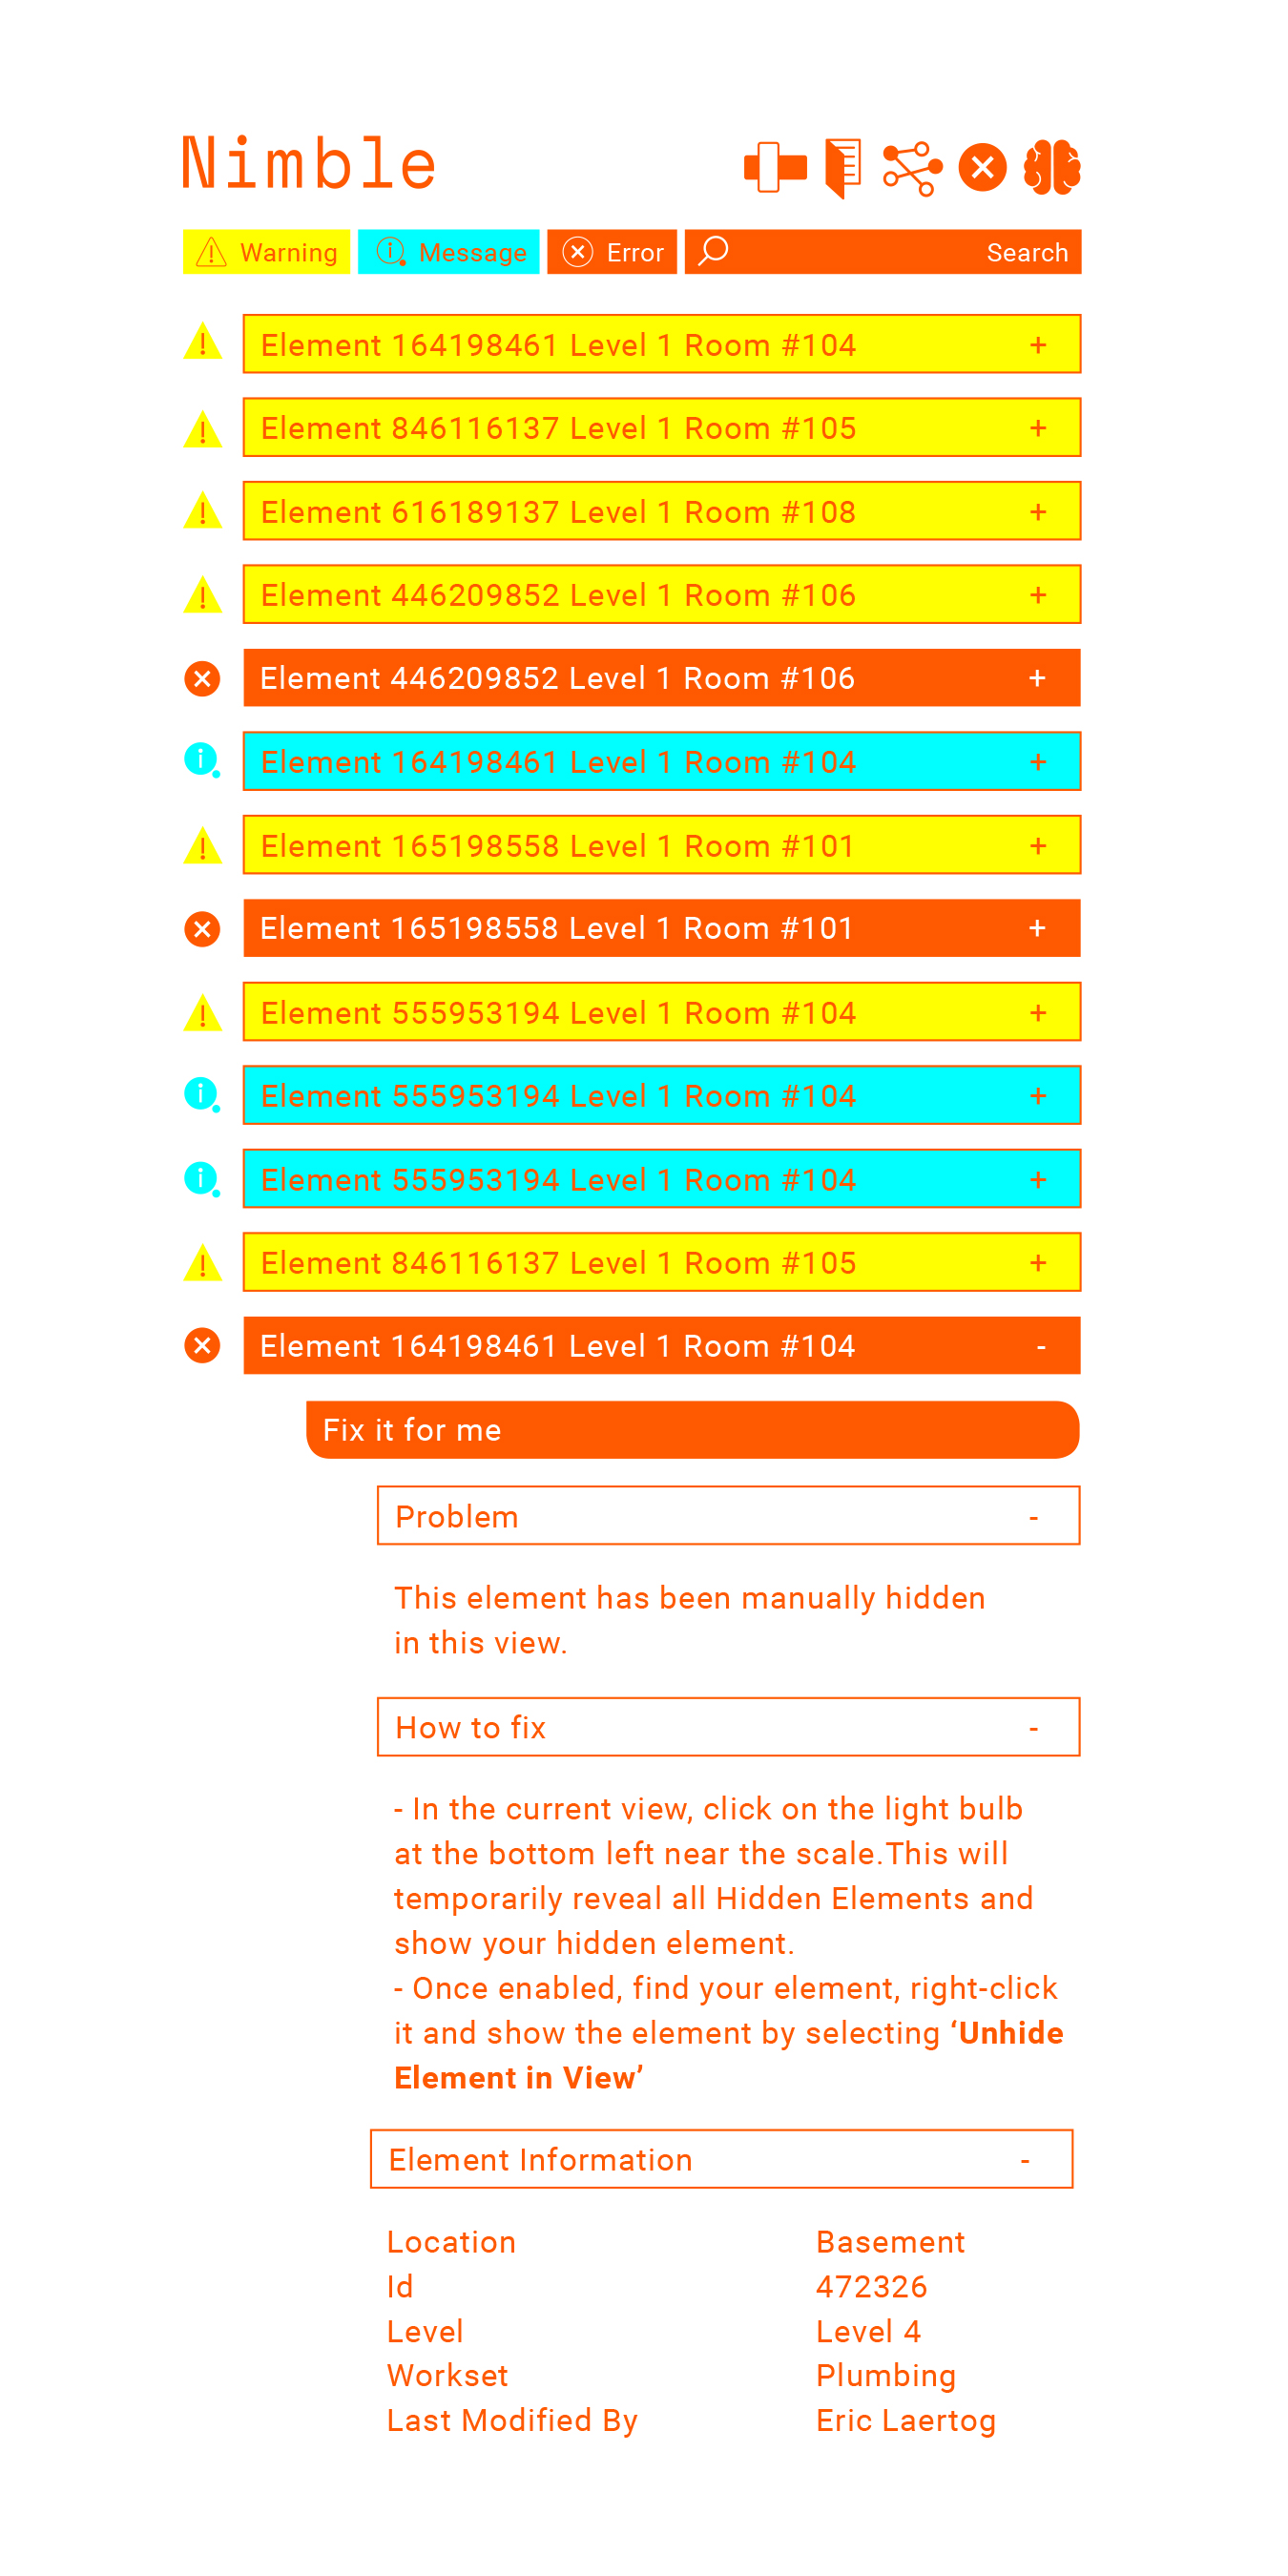 Nimble
Warning Message Error Search
Element 164198461 Level 1 Room #104 +
Element 846116137 Level 1 Room #105 +
Element 616189137 Level 1 Room #108 +
Element 446209852 Level 1 Room #106 +
Element 446209852 Level 1 Room #106 +
Element 164198461 Level 1 Room #104 +
Element 165198558 Level 1 Room #101 +
Element 165198558 Level 1 Room #101 +
Element 555953194 Level 1 Room #104 +
Element 555953194 Level 1 Room #104 +
Element 555953194 Level 1 Room #104 +
Element 846116137 Level 1 Room #105 +
Element 164198461 Level 1 Room #104 -
Fix it for me
Problem -
This element has been manually hidden
in this view.
How to fix -
- In the current view, click on the light bulb
at the bottom left near the scale.This will
temporarily reveal all Hidden Elements and
show your hidden element.
- Once enabled, find your element, right-click
it and show the element by selecting ‘Unhide
Element in View’
Element Information -
Location Basement
Id 472326
Level Level 4
Workset Plumbing
Last Modified By Eric Laertog